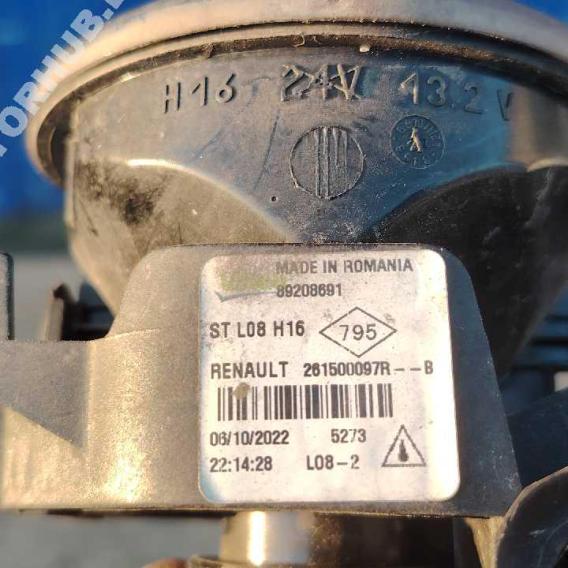 H16 24V 13.2 V
MADE IN ROMANIA
89208691
ST L08 H16 795
RENAULT 261500097R--B
06/10/2022 5273
22:14:28 L08-2